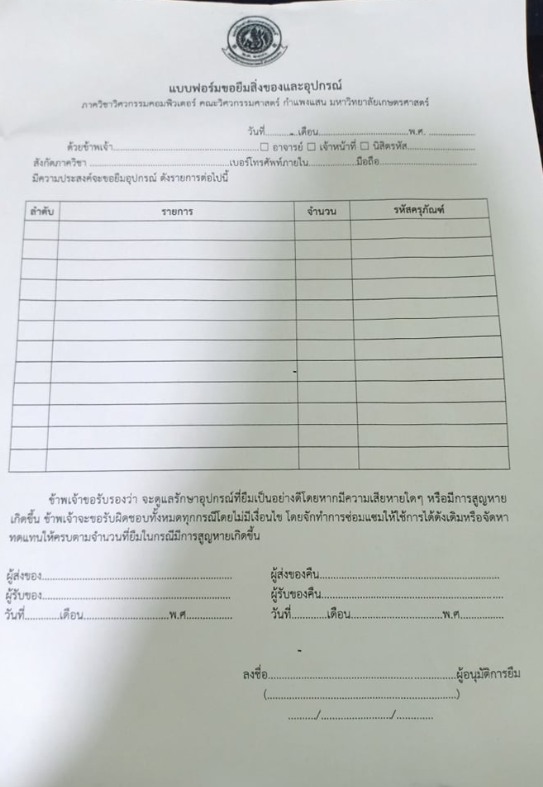 แบบฟอร์มขอยืมสิ่งของและอุปกรณ์
ภาควิชาวิศวกรรมคอมพิวเตอร์ คณะวิศวกรรมศาสตร์ กำแพงแสน มหาวิทยาลัยเกษตรศาสตร์
วันที่..........เดือน..............................พ.ศ. ...............
ด้วยข้าพเจ้า................................................☐ อาจารย์ ☐ เจ้าหน้าที่ ☐ นิสิตรหัส......................
สังกัดภาควิชา ..............................................เบอร์โทรศัพท์ภายใน................มือถือ................................
มีความประสงค์จะขอยืมอุปกรณ์ ดังรายการต่อไปนี้
ลำดับ รายการ จำนวน รหัสครุภัณฑ์
ข้าพเจ้าขอรับรองว่า จะดูแลรักษาอุปกรณ์ที่ยืมเป็นอย่างดีโดยหากมีความเสียหายใดๆ หรือมีการสูญหาย
เกิดขึ้น ข้าพเจ้าจะขอรับผิดชอบทั้งหมดทุกกรณีโดยไม่มีเงื่อนไข โดยจักทำการซ่อมแซมให้ใช้การได้ดังเดิมหรือจัดหา
ทดแทนให้ครบตามจำนวนที่ยืมในกรณีมีการสูญหายเกิดขึ้น
ผู้ส่งของ...................................................... ผู้ส่งของคืน..................................................
ผู้รับของ...................................................... ผู้รับของคืน..................................................
วันที่............เดือน........................พ.ศ............. วันที่............เดือน........................พ.ศ.............
ลงชื่อ......................................................ผู้อนุมัติการยืม
(......................................................)
........./......................./............